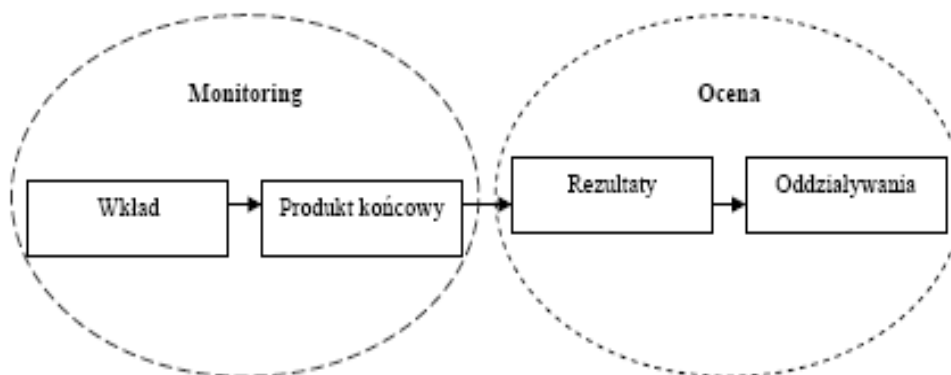 Monitoring
Ocena
Wkład
Produkt końcowy
Rezultaty
Oddziaływania